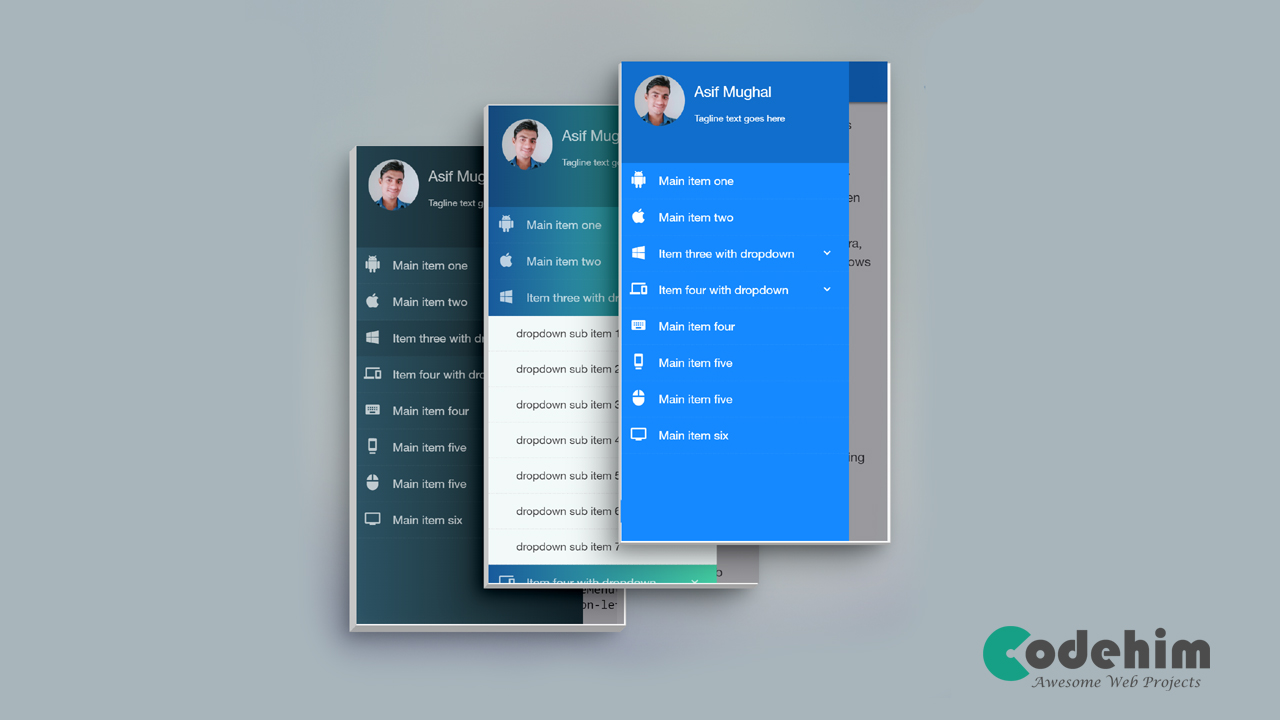 Asif Mughal
Tagline text goes here
Main item one
Main item two
Item three with dropdown
Item four with dropdown
Main item four
Main item five
Main item five
Main item six
s
en
ra,
ows
ing
Asif Mug
Tagline text g
Main item one
Main item two
Item three with dr
dropdown sub item 1
dropdown sub item 2
dropdown sub item 3
dropdown sub item 4
dropdown sub item 5
dropdown sub item 6
dropdown sub item 7
Item four with dropdown
Asif Mug
Tagline text g
Main item one
Main item two
Item three with d
Item four with dro
Main item four
Main item five
Main item five
Main item six
on-le
Codehim
Awesome Web Projects